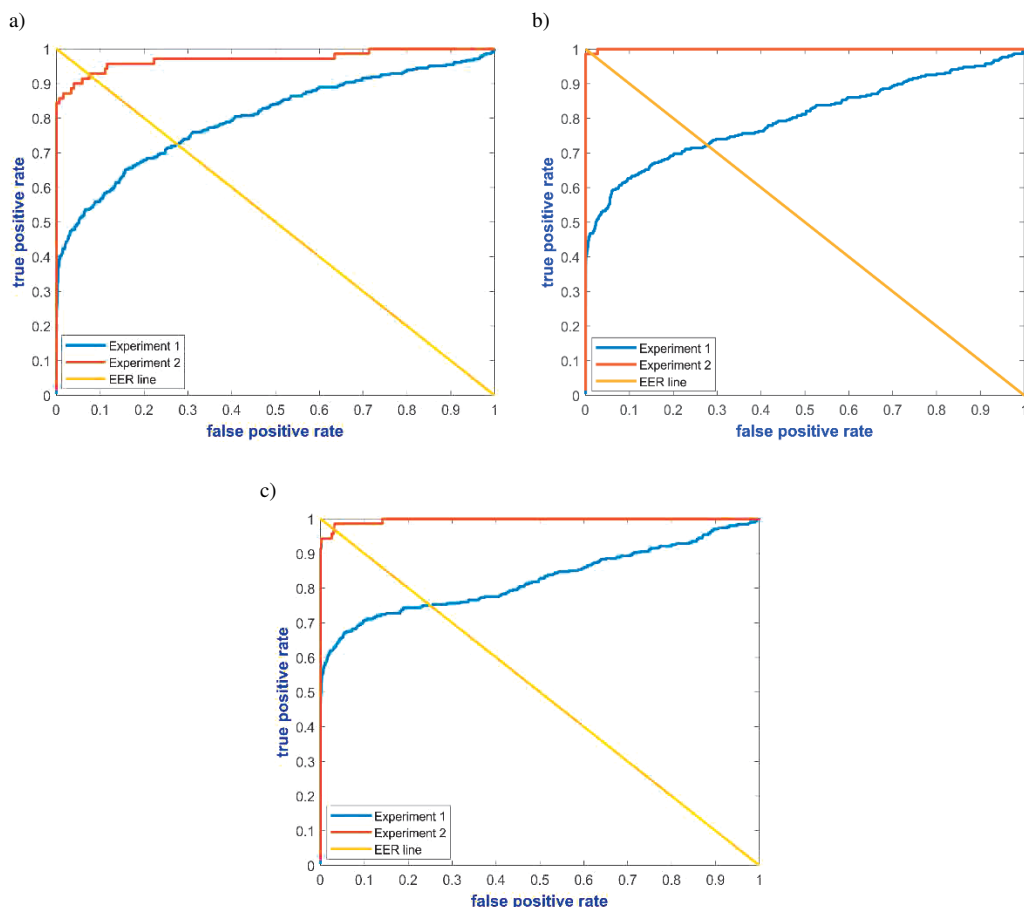 a)
1
0.9
0.8
0.7
0.6
0.5
0.4
0.3
0.2
0.1
0
true positive rate
Experiment 1
Experiment 2
EER line
0 0.1 0.2 0.3 0.4 0.5 0.6 0.7 0.8 0.9 1
false positive rate
b)
1
0.9
0.8
0.7
0.6
0.5
0.4
0.3
0.2
0.1
0
true positive rate
Experiment 1
Experiment 2
EER line
0 0.1 0.2 0.3 0.4 0.5 0.6 0.7 0.8 0.9 1
false positive rate
c)
1
0.9
0.8
0.7
0.6
0.5
0.4
0.3
0.2
0.1
0
true positive rate
Experiment 1
Experiment 2
EER line
0 0.1 0.2 0.3 0.4 0.5 0.6 0.7 0.8 0.9 1
false positive rate